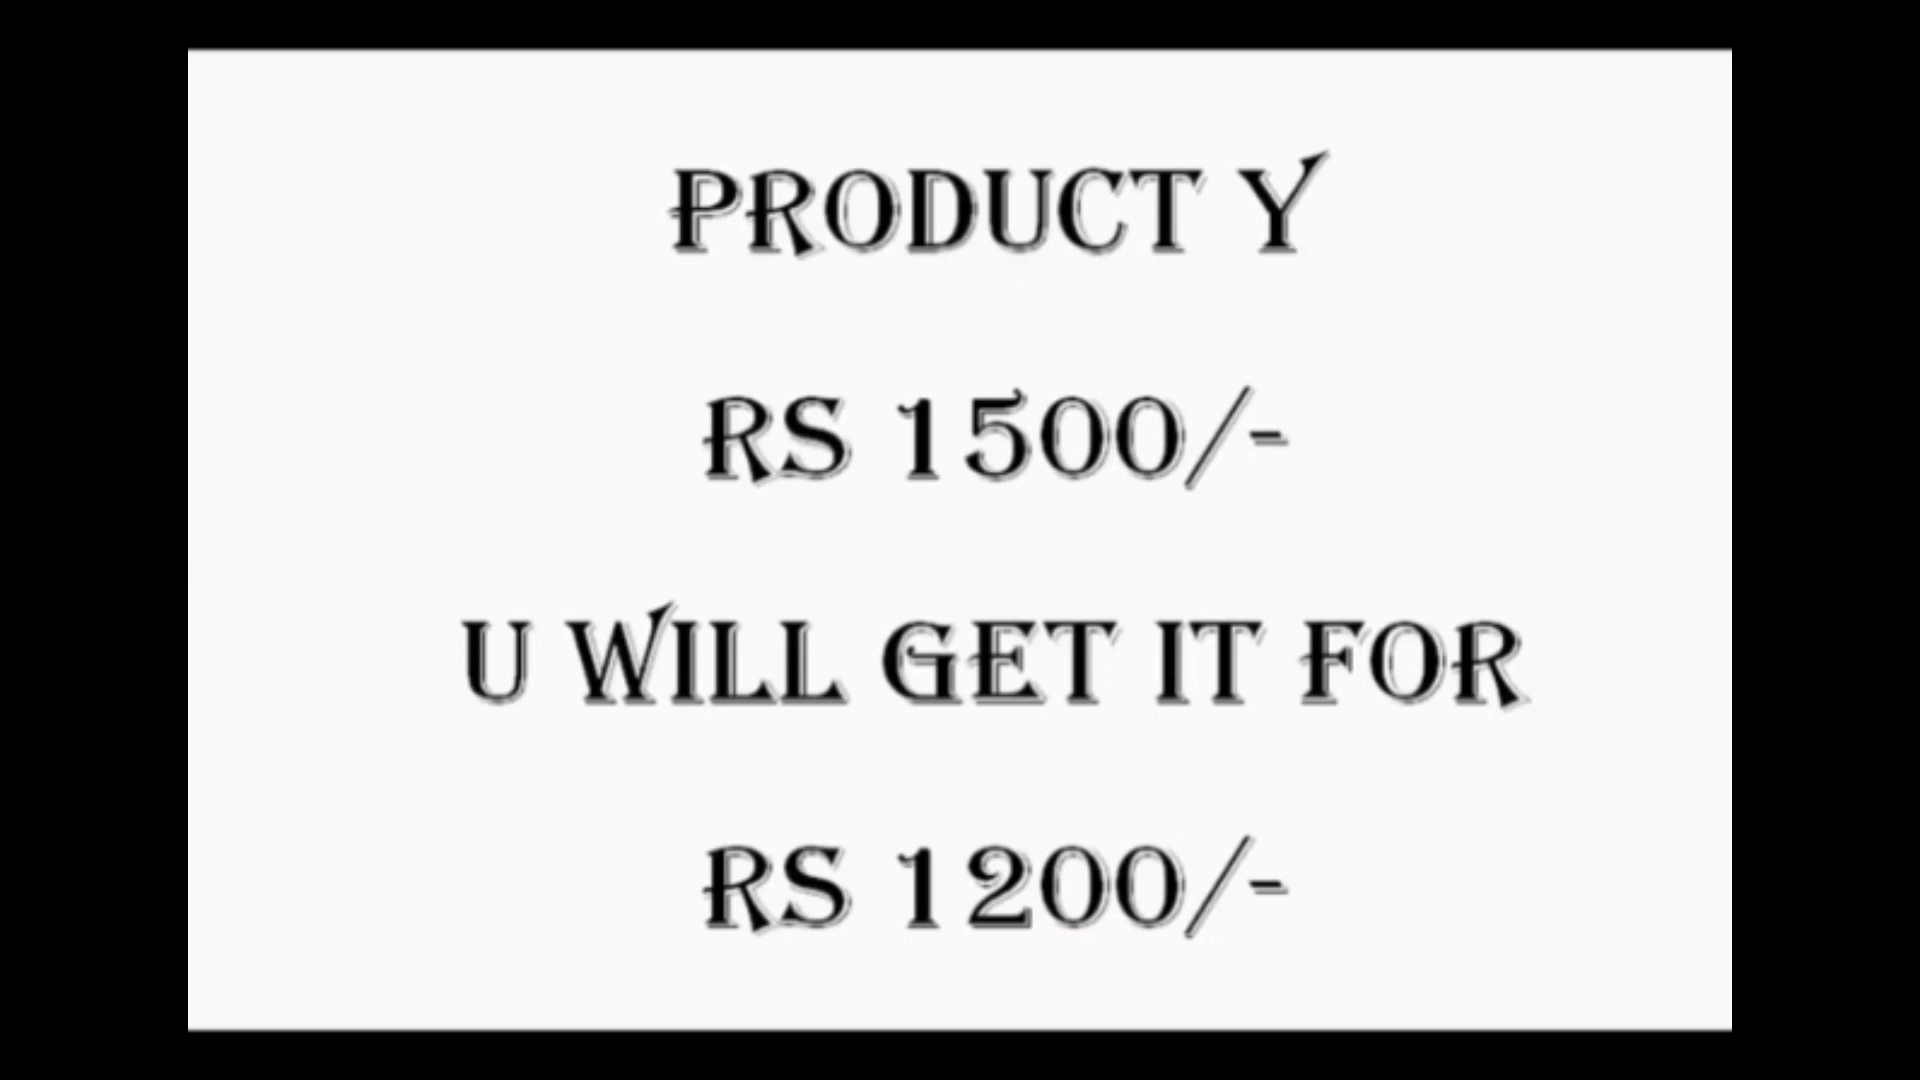 PRODUCT Y
RS 1500/-
U WILL GET IT FOR
RS 1200/-